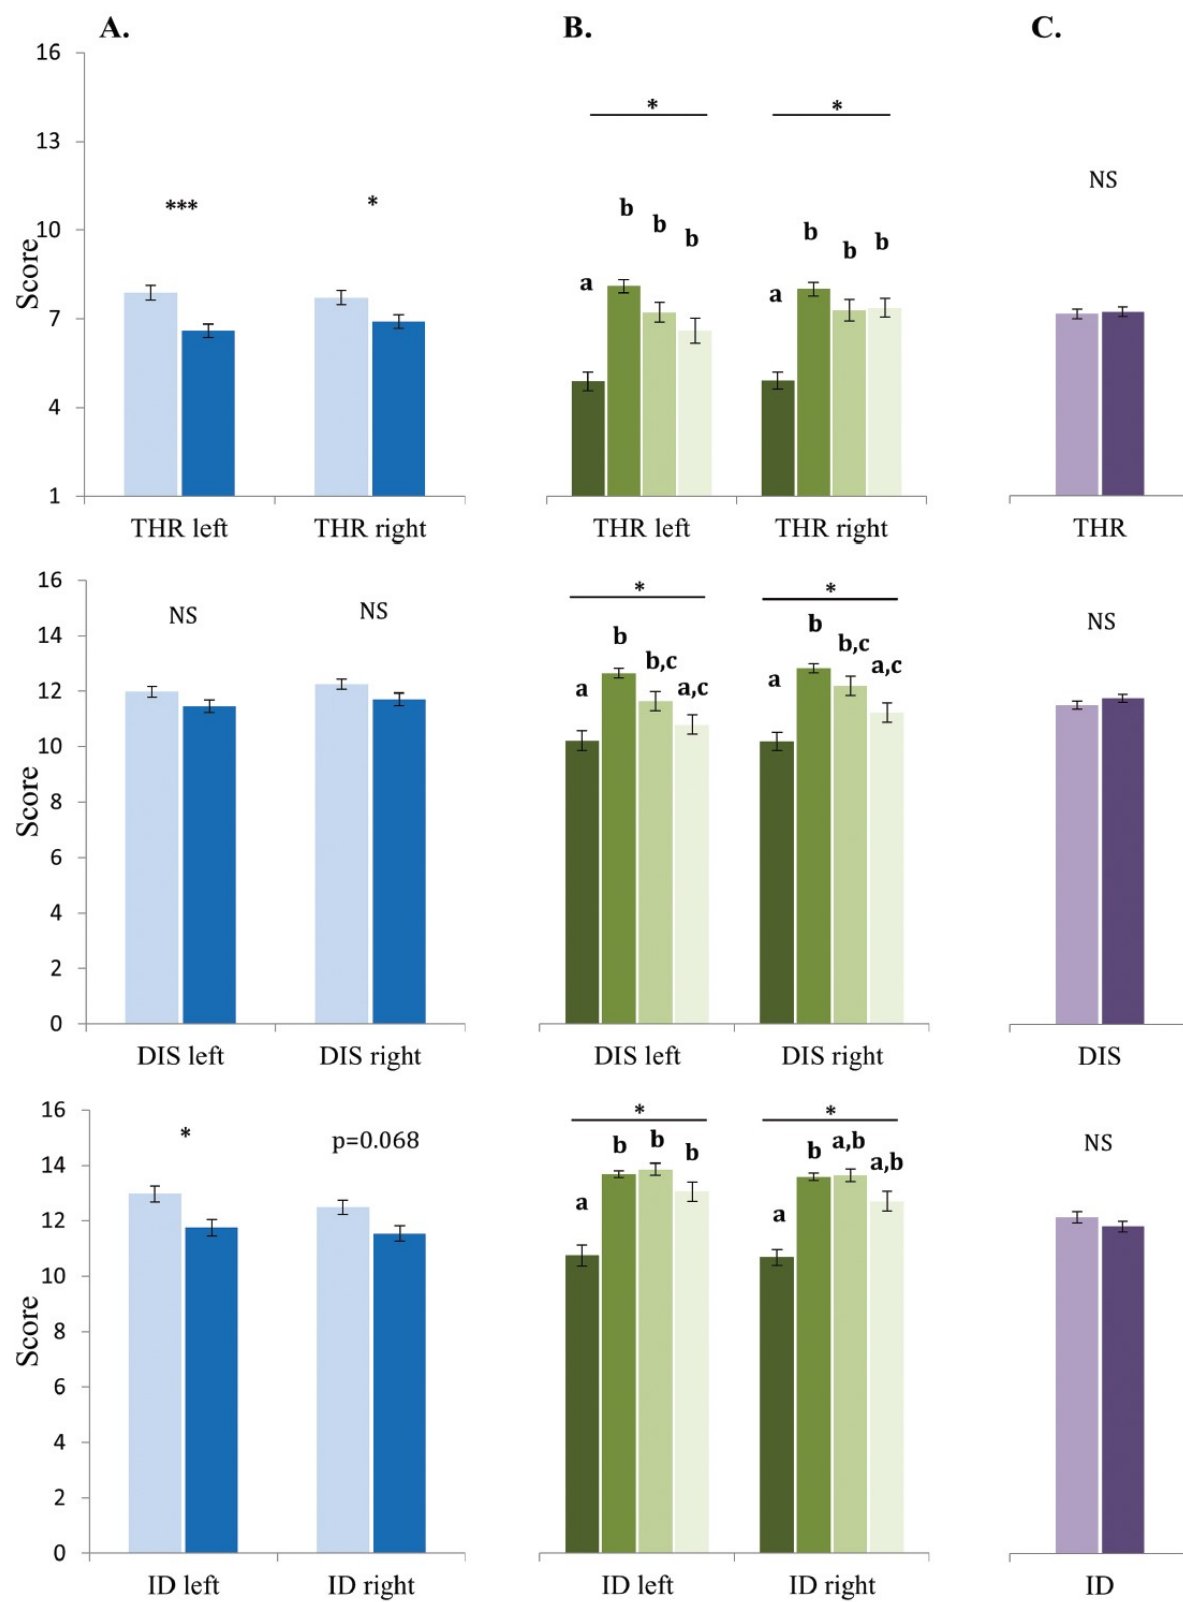 A. B. C.
16
13
10
7
4
1
Score
*** *
* *
a b b b a b b b
NS
THR left THR right THR left THR right THR
16
14
12
10
8
6
4
2
0
Score
NS NS
* *
a b b,c a,c a b b,c a,c
NS
DIS left DIS right DIS left DIS right DIS
16
14
12
10
8
6
4
2
0
Score
* p=0.068
* *
a b b b a b a,b a,b
NS
ID left ID right ID left ID right ID